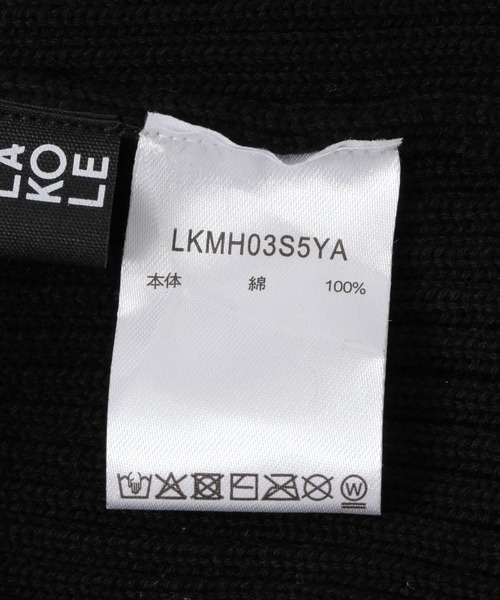 LA
KO
LE
LKMH03S5YA
本体 綿 100%
W